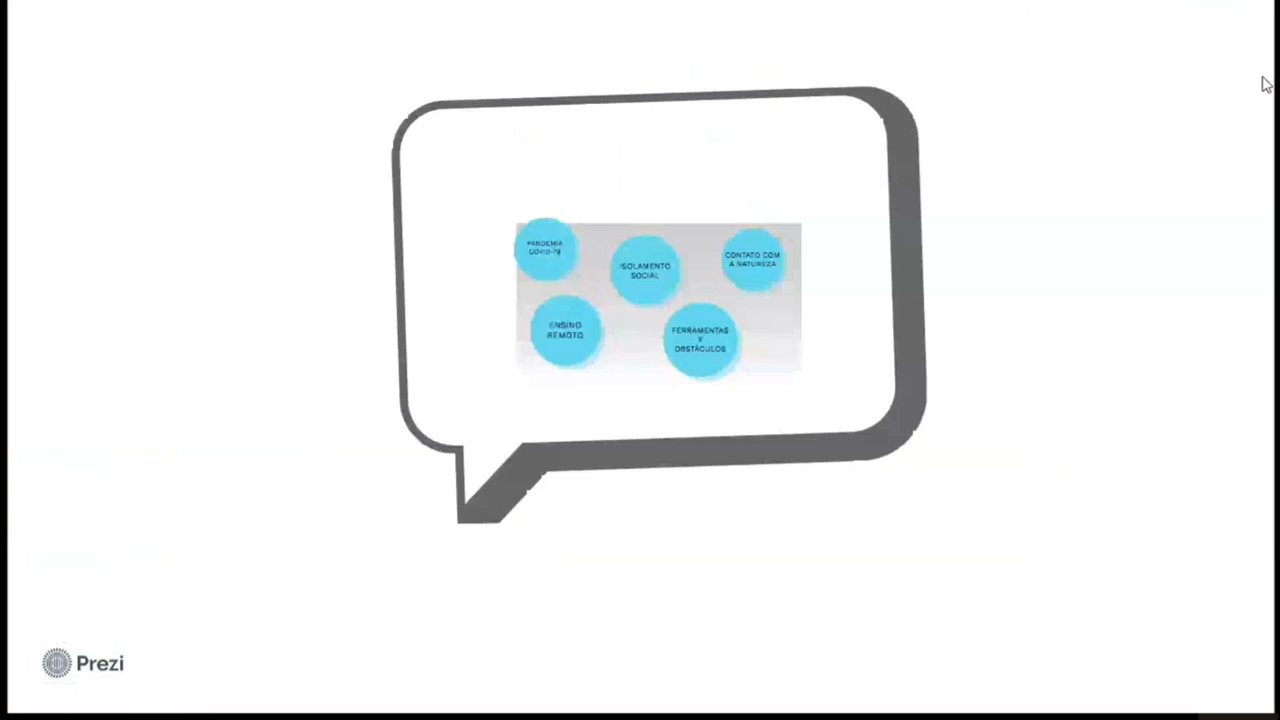 PANDEMIA
COVID-19
ISOLAMENTO
SOCIAL
CONTATO COM
A NATUREZA
ENSINO
REMOTO
FERRAMENTAS
X
OBSTÁCULOS
Prezi